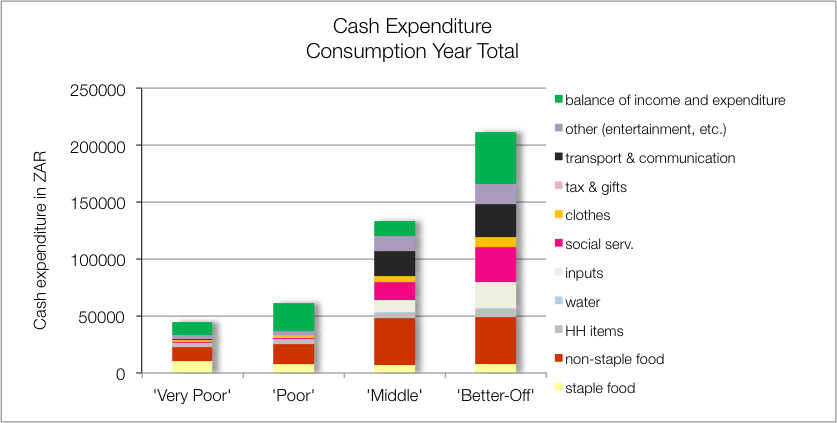 Cash Expenditure
Consumption Year Total
Cash expenditure in ZAR
250000
200000
150000
100000
50000
0
'Very Poor' 'Poor' 'Middle' 'Better-Off'
balance of income and expenditure
other (entertainment, etc.)
transport & communication
tax & gifts
clothes
social serv.
inputs
water
HH items
non-staple food
staple food